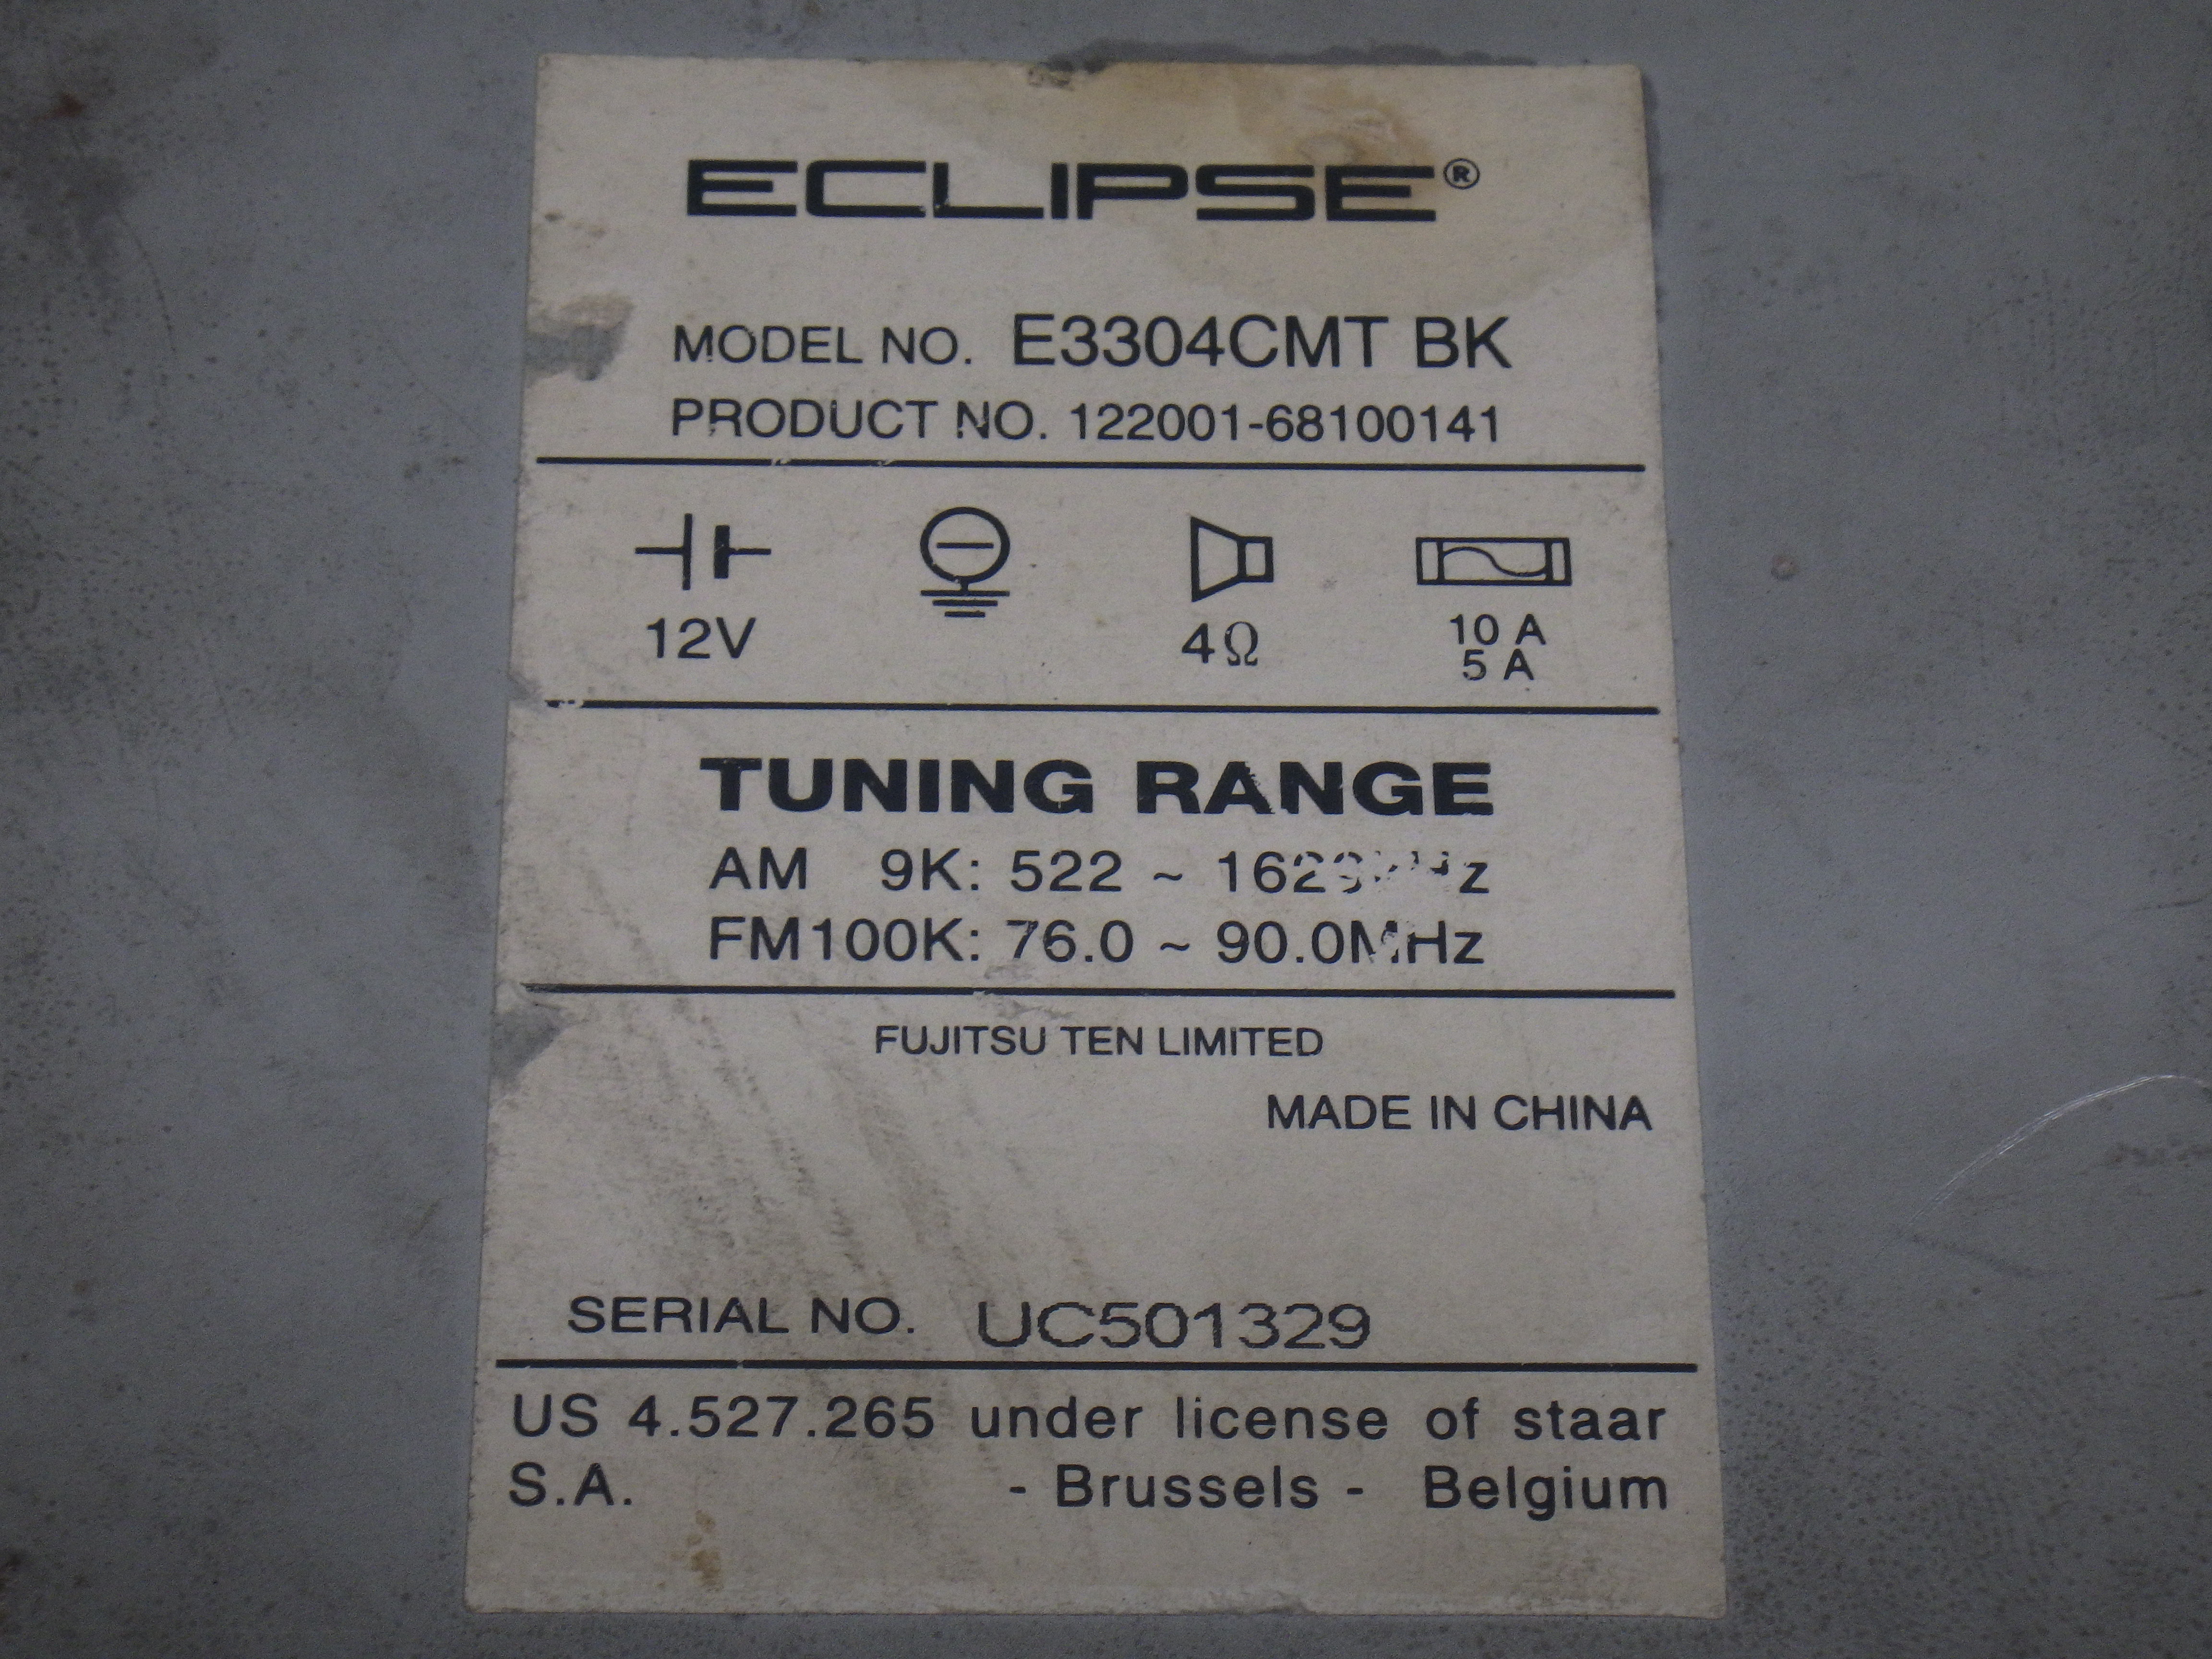 ECLIPSE®
MODEL NO. E3304CMT BK
PRODUCT NO. 122001-68100141
12V
4Ω
10 A
5 A
TUNING RANGE
AM 9K: 522 ~
FM100K: 76.0 ~ 90.0MHz
FUJITSU TEN LIMITED
MADE IN CHINA
SERIAL NO. UC501329
US 4.527.265 under license of staar
S.A. - Brussels - Belgium